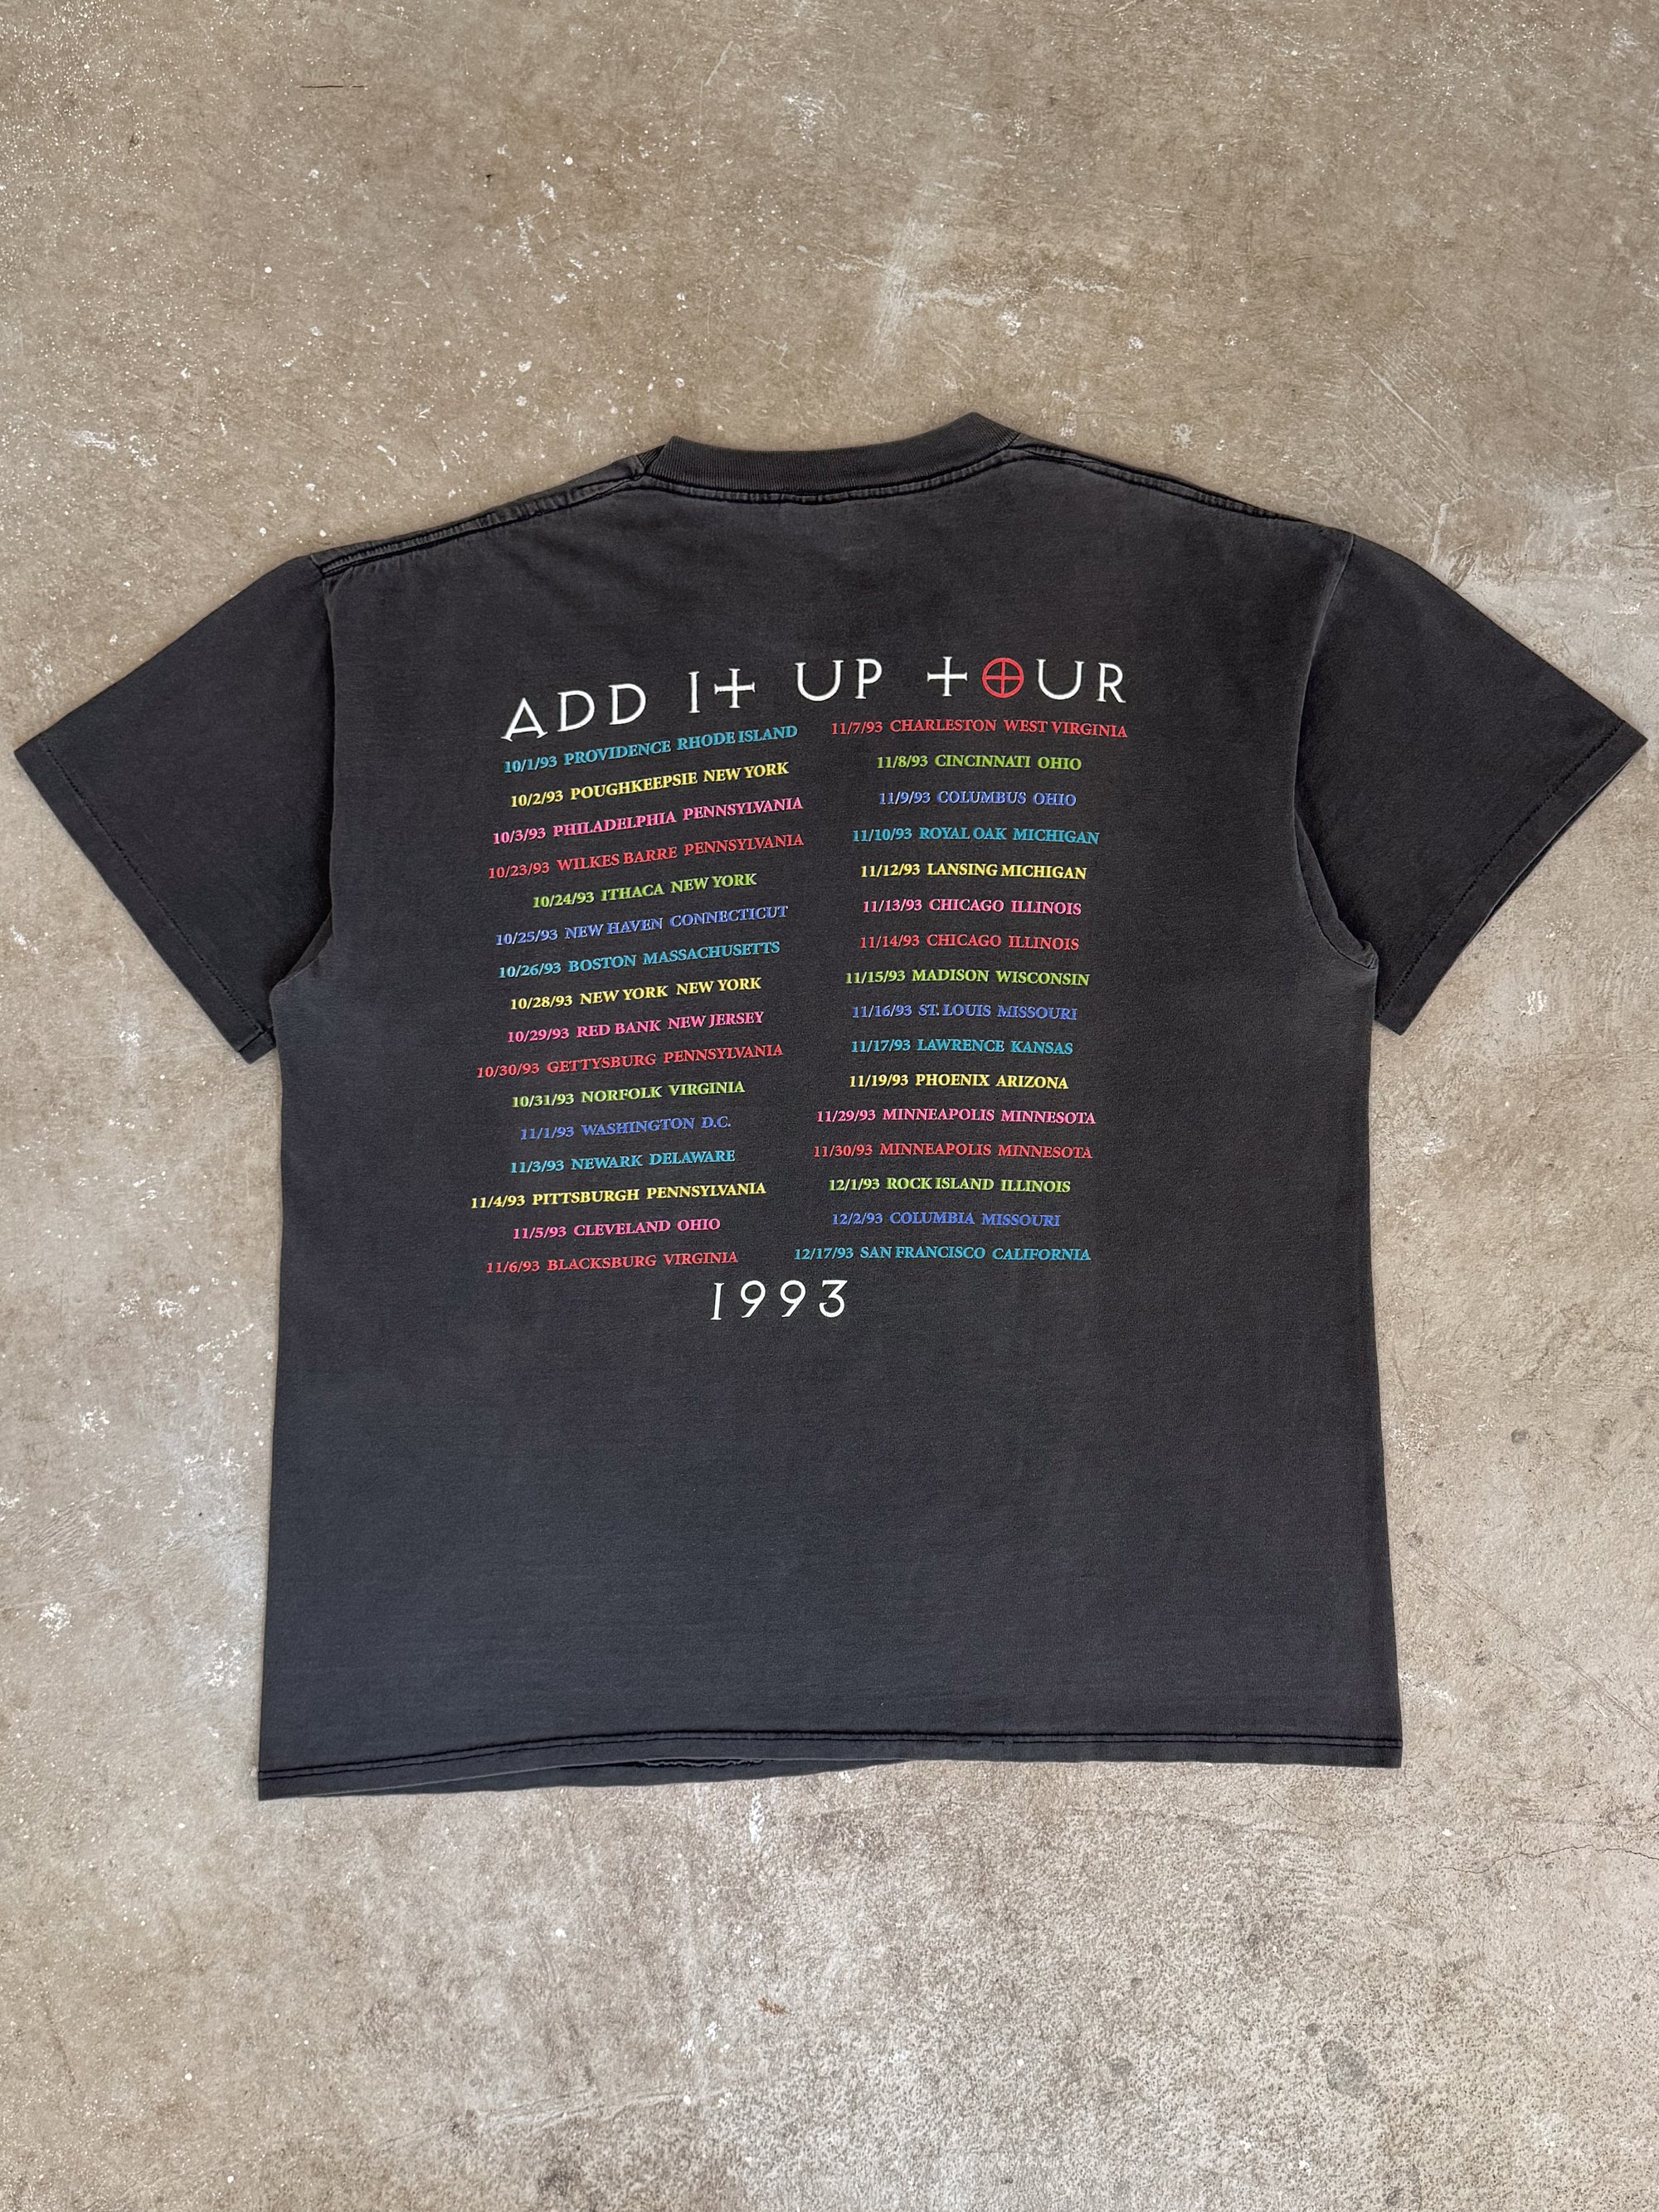 ADD It UP tOUR
10/1/93 PROVIDENCE RHODE ISLAND
10/2/93 POUGHKEEPSIE NEW YORK
10/3/93 PHILADELPHIA PENNSYLVANIA
10/23/93 WILKES BARRE PENNSYLVANIA
10/24/93 ITHACA NEW YORK
10/25/93 NEW HAVEN CONNECTICUT
10/26/93 BOSTON MASSACHUSETTS
10/28/93 NEW YORK NEW YORK
10/29/93 RED BANK NEW JERSEY
10/30/93 GETTYSBURG PENNSYLVANIA
10/31/93 NORFOLK VIRGINIA
11/1/93 WASHINGTON D.C.
11/3/93 NEWARK DELAWARE
11/4/93 PITTSBURGH PENNSYLVANIA
11/5/93 CLEVELAND OHIO
11/6/93 BLACKSBURG VIRGINIA
11/7/93 CHARLESTON WEST VIRGINIA
11/8/93 CINCINNATI OHIO
11/9/93 COLUMBUS OHIO
11/10/93 ROYAL OAK MICHIGAN
11/12/93 LANSING MICHIGAN
11/13/93 CHICAGO ILLINOIS
11/14/93 CHICAGO ILLINOIS
11/15/93 MADISON WISCONSIN
11/16/93 ST. LOUIS MISSOURI
11/17/93 LAWRENCE KANSAS
11/19/93 PHOENIX ARIZONA
11/29/93 MINNEAPOLIS MINNESOTA
11/30/93 MINNEAPOLIS MINNESOTA
12/1/93 ROCK ISLAND ILLINOIS
12/2/93 COLUMBIA MISSOURI
12/17/93 SAN FRANCISCO CALIFORNIA
1993